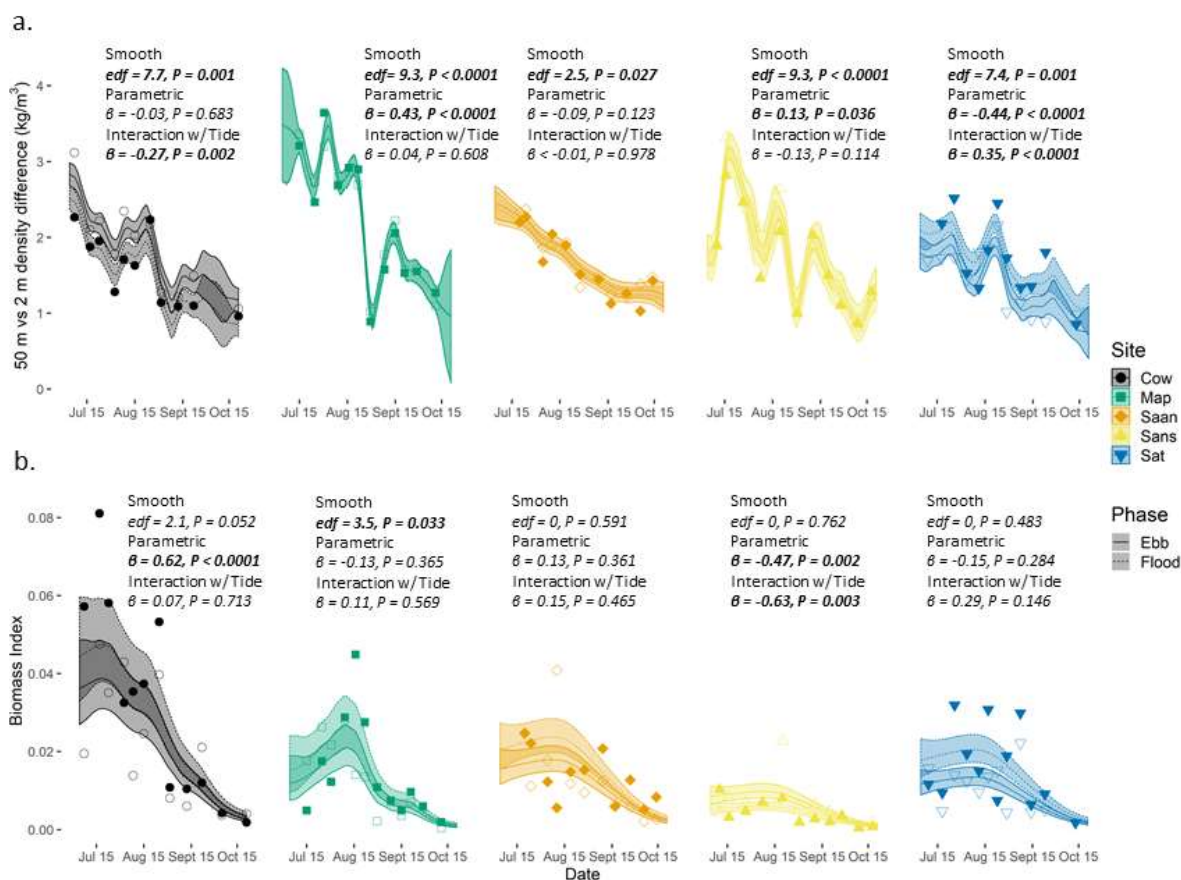 a.
50 m vs 2 m density difference (kg/m³)
4
3
2
1
0
Smooth
edf= 7.7, P = 0.001
Parametric
ϐ = -0.03, P = 0.683
Interaction w/Tide
ϐ = -0.27, P = 0.002
Smooth
edf= 9.3, P < 0.0001
Parametric
ϐ = 0.43, P < 0.0001
Interaction w/Tide
ϐ = 0.04, P = 0.608
Smooth
edf = 2.5, P = 0.027
Parametric
ϐ = -0.09, P = 0.123
Interaction w/Tide
ϐ < -0.01, P = 0.978
Smooth
edf = 9.3, P < 0.0001
Parametric
ϐ = 0.13, P = 0.036
Interaction w/Tide
ϐ = -0.13, P = 0.114
Smooth
edf = 7.4, P = 0.001
Parametric
ϐ = -0.44, P < 0.0001
Interaction w/Tide
ϐ = 0.35, P < 0.0001
Jul 15 Aug 15 Sept 15 Oct 15
Jul 15 Aug 15 Sept 15 Oct 15
Jul 15 Aug 15 Sept 15 Oct 15
Jul 15 Aug 15 Sept 15 Oct 15
Jul 15 Aug 15 Sept 15 Oct 15
Site
Cow
Map
Saan
Sans
Sat
Phase
Ebb
Flood
b.
Biomass Index
0.08
0.06
0.04
0.02
0.00
Smooth
edf = 2.1, P = 0.052
Parametric
ϐ = 0.62, P < 0.0001
Interaction w/Tide
ϐ = 0.07, P = 0.713
Smooth
edf = 3.5, P = 0.033
Parametric
ϐ = -0.13, P = 0.365
Interaction w/Tide
ϐ = 0.11, P = 0.569
Smooth
edf = 0, P = 0.591
Parametric
ϐ = 0.13, P = 0.361
Interaction w/Tide
ϐ = 0.15, P = 0.465
Smooth
edf = 0, P = 0.762
Parametric
ϐ = -0.47, P = 0.002
Interaction w/Tide
ϐ = -0.63, P = 0.003
Smooth
edf = 0, P = 0.483
Parametric
ϐ = -0.15, P = 0.284
Interaction w/Tide
ϐ = 0.29, P = 0.146
Jul 15 Aug 15 Sept 15 Oct 15
Jul 15 Aug 15 Sept 15 Oct 15
Jul 15 Aug 15 Sept 15 Oct 15
Jul 15 Aug 15 Sept 15 Oct 15
Jul 15 Aug 15 Sept 15 Oct 15
Date